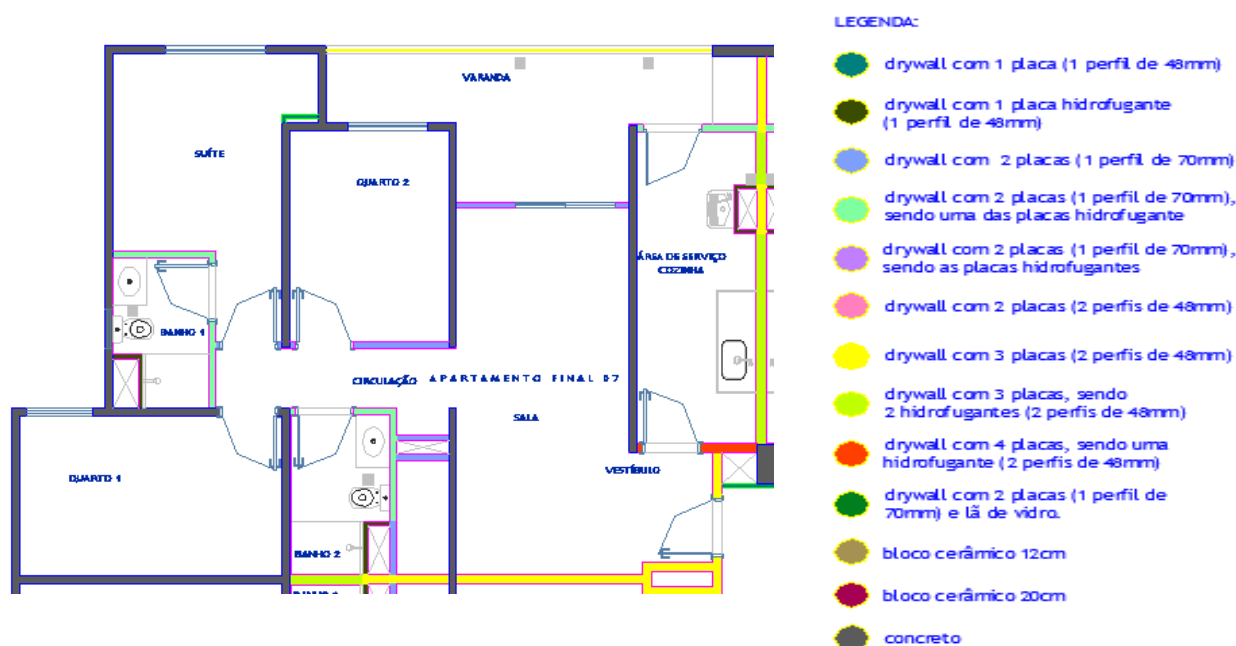 LEGENDA:
VARANDA
drywall com 1 placa (1 perfil de 48mm)
drywall com 1 placa hidrofugante
(1 perfil de 48mm)
SUÍTE
drywall com 2 placas (1 perfil de 70mm)
QUARTO 2
drywall com 2 placas (1 perfil de 70mm),
sendo uma das placas hidrofugante
ÁREA DE SERVIÇO
COZINHA
drywall com 2 placas (1 perfil de 70mm),
sendo as placas hidrofugantes
drywall com 2 placas (2 perfis de 48mm)
BANHO 1
drywall com 3 placas (2 perfis de 48mm)
CIRCULAÇÃO
APARTAMENTO FINAL 07
drywall com 3 placas, sendo
2 hidrofugantes (2 perfis de 48mm)
SALA
drywall com 4 placas, sendo uma
hidrofugante (2 perfis de 48mm)
QUARTO 1
VESTÍBULO
drywall com 2 placas (1 perfil de
70mm) e lã de vidro.
BANHO 2
bloco cerâmico 12cm
bloco cerâmico 20cm
concreto